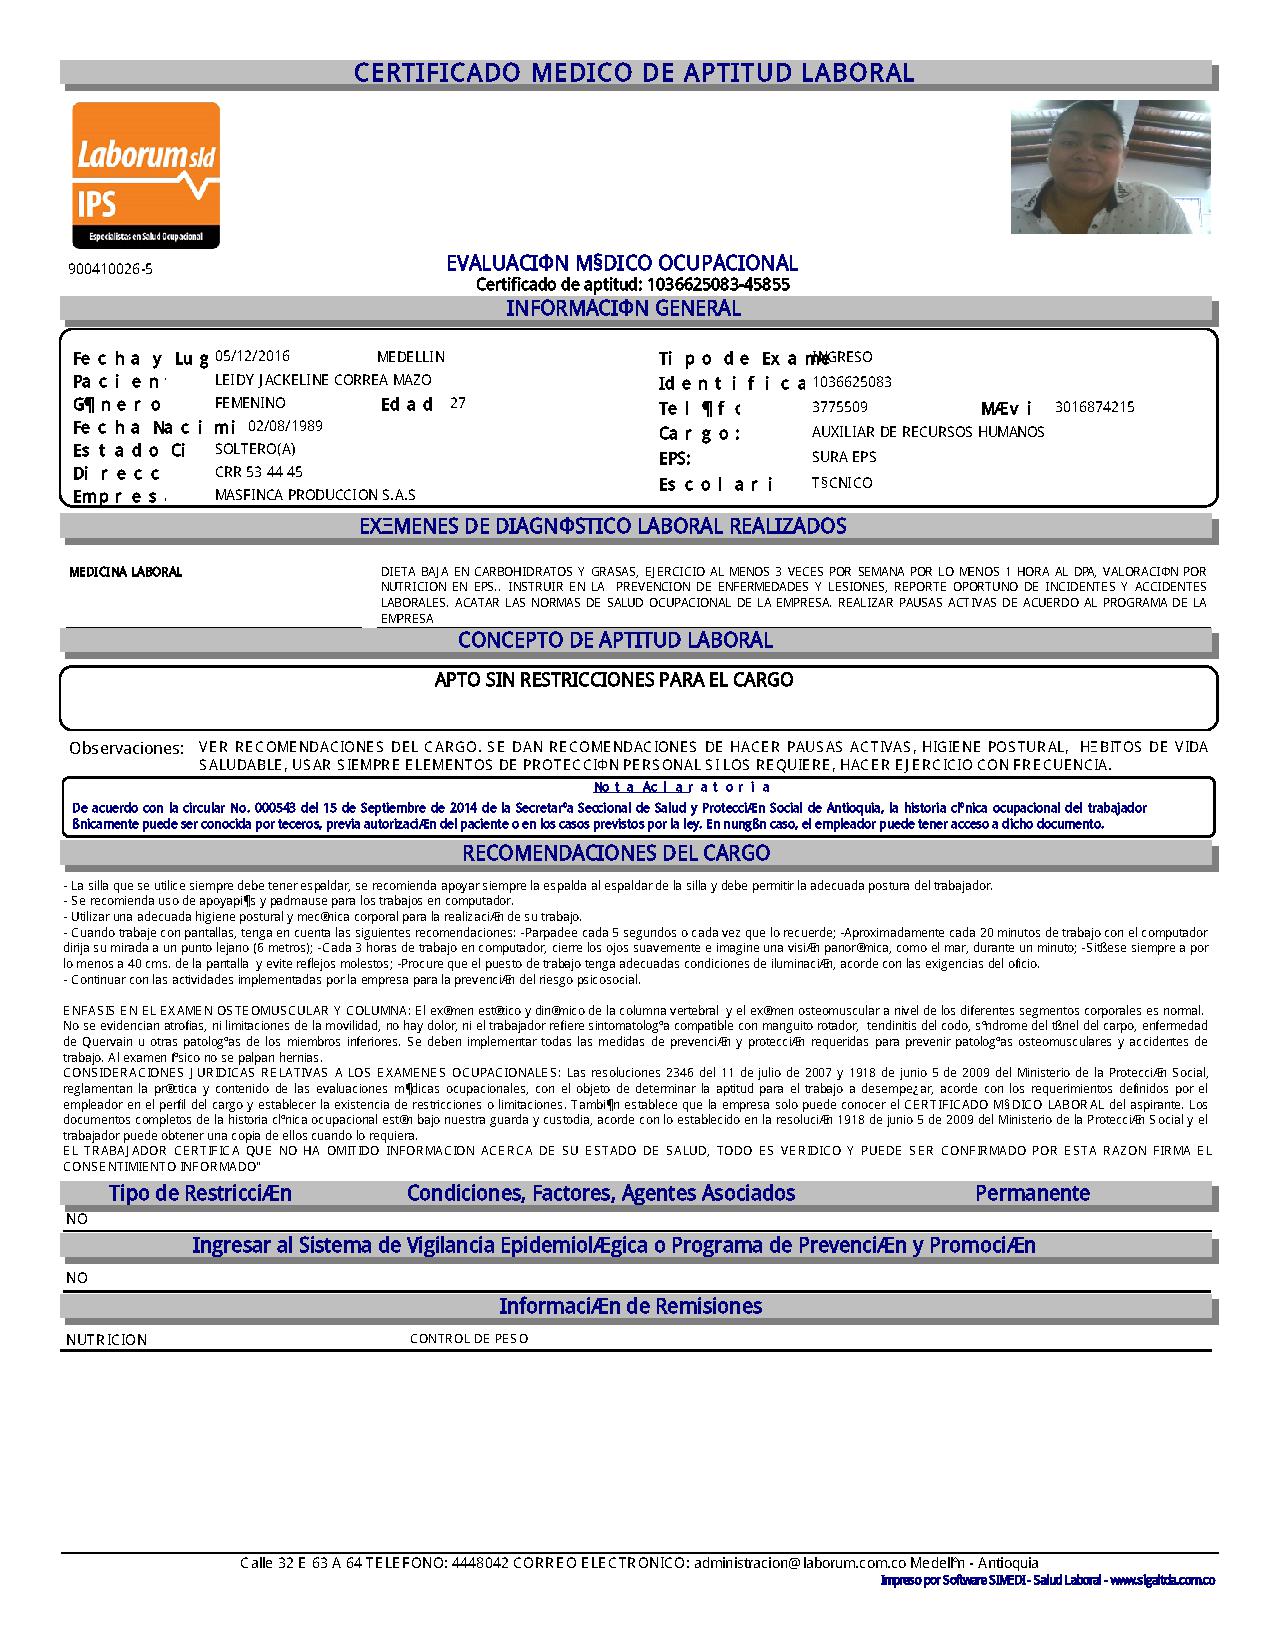 CERTIFICADO MEDICO DE APTITUD LABORAL
Laborum sld
IPS
Especialistas en Salud Ocupacional
900410026-5
EVALUACIΦN M§DICO OCUPACIONAL
Certificado de aptitud: 1036625083-45855
INFORMACIΦN GENERAL
Fecha y Lug 05/12/2016 MEDELLIN Tipo de Exame INGRESO
Pacien LEIDY JACKELINE CORREA MAZO Identifica 1036625083
G¶nero FEMENINO Edad 27 Tel¶fo 3775509 MÆvi 3016874215
Fecha Nacimi 02/08/1989 Cargo: AUXILIAR DE RECURSOS HUMANOS
Estado Ci SOLTERO(A) EPS: SURA EPS
Direcc CRR 53 44 45 Escolari T§CNICO
Empres MASFINCA PRODUCCION S.A.S
EXΞMENES DE DIAGNΦSTICO LABORAL REALIZADOS
MEDICINA LABORAL DIETA BAJA EN CARBOHIDRATOS Y GRASAS, EJERCICIO AL MENOS 3 VECES POR SEMANA POR LO MENOS 1 HORA AL DPA, VALORACIΦN POR
NUTRICION EN EPS.. INSTRUIR EN LA PREVENCION DE ENFERMEDADES Y LESIONES, REPORTE OPORTUNO DE INCIDENTES Y ACCIDENTES
LABORALES. ACATAR LAS NORMAS DE SALUD OCUPACIONAL DE LA EMPRESA. REALIZAR PAUSAS ACTIVAS DE ACUERDO AL PROGRAMA DE LA
EMPRESA
CONCEPTO DE APTITUD LABORAL
APTO SIN RESTRICCIONES PARA EL CARGO
Observaciones: VER RECOMENDACIONES DEL CARGO. SE DAN RECOMENDACIONES DE HACER PAUSAS ACTIVAS, HIGIENE POSTURAL, HΞBITOS DE VIDA
SALUDABLE, USAR SIEMPRE ELEMENTOS DE PROTECCIΦN PERSONAL SI LOS REQUIERE, HACER EJERCICIO CON FRECUENCIA.
Nota Aclaratoria
De acuerdo con la circular No. 000543 del 15 de Septiembre de 2014 de la Secretarªa Seccional de Salud y ProtecciÆn Social de Antioquia, la historia clªnica ocupacional del trabajador
ßnicamente puede ser conocida por teceros, previa autorizaciÆn del paciente o en los casos previstos por la ley. En nungßn caso, el empleador puede tener acceso a dicho documento.
RECOMENDACIONES DEL CARGO
- La silla que se utilice siempre debe tener espaldar, se recomienda apoyar siempre la espalda al espaldar de la silla y debe permitir la adecuada postura del trabajador.
- Se recomienda uso de apoyapi¶s y padmause para los trabajos en computador.
- Utilizar una adecuada higiene postural y mec®nica corporal para la realizaciÆn de su trabajo.
- Cuando trabaje con pantallas, tenga en cuenta las siguientes recomendaciones: -Parpadee cada 5 segundos o cada vez que lo recuerde; -Aproximadamente cada 20 minutos de trabajo con el computador
dirija su mirada a un punto lejano (6 metros); -Cada 3 horas de trabajo en computador, cierre los ojos suavemente e imagine una visiÆn panor®mica, como el mar, durante un minuto; -Sitßese siempre a por
lo menos a 40 cms. de la pantalla y evite reflejos molestos; -Procure que el puesto de trabajo tenga adecuadas condiciones de iluminaciÆn, acorde con las exigencias del oficio.
- Continuar con las actividades implementadas por la empresa para la prevenciÆn del riesgo psicosocial.
ENFASIS EN EL EXAMEN OSTEOMUSCULAR Y COLUMNA: El ex®men est®tico y din®mico de la columna vertebral y el ex®men osteomuscular a nivel de los diferentes segmentos corporales es normal.
No se evidencian atrofias, ni limitaciones de la movilidad, no hay dolor, ni el trabajador refiere sintomatologªa compatible con manguito rotador, tendinitis del codo, sªndrome del tßnel del carpo, enfermedad
de Quervain u otras patologªas de los miembros inferiores. Se deben implementar todas las medidas de prevenciÆn y protecciÆn requeridas para prevenir patologªas osteomusculares y accidentes de
trabajo. Al examen fªsico no se palpan hernias.
CONSIDERACIONES JURIDICAS RELATIVAS A LOS EXAMENES OCUPACIONALES: Las resoluciones 2346 del 11 de julio de 2007 y 1918 de junio 5 de 2009 del Ministerio de la ProtecciÆn Social,
reglamentan la pr®ctica y contenido de las evaluaciones m¶dicas ocupacionales, con el objeto de determinar la aptitud para el trabajo a desempe¿ar, acorde con los requerimientos definidos por el
empleador en el perfil del cargo y establecer la existencia de restricciones o limitaciones. Tambi¶n establece que la empresa solo puede conocer el CERTIFICADO M§DICO LABORAL del aspirante. Los
documentos completos de la historia clªnica ocupacional est®n bajo nuestra guarda y custodia, acorde con lo establecido en la resoluciÆn 1918 de junio 5 de 2009 del Ministerio de la ProtecciÆn Social y el
trabajador puede obtener una copia de ellos cuando lo requiera.
EL TRABAJADOR CERTIFICA QUE NO HA OMITIDO INFORMACION ACERCA DE SU ESTADO DE SALUD, TODO ES VERIDICO Y PUEDE SER CONFIRMADO POR ESTA RAZON FIRMA EL
CONSENTIMIENTO INFORMADO"
Tipo de RestricciÆn Condiciones, Factores, Agentes Asociados Permanente
NO
Ingresar al Sistema de Vigilancia EpidemiolÆgica o Programa de PrevenciÆn y PromociÆn
NO
InformaciÆn de Remisiones
NUTRICION CONTROL DE PESO
Calle 32 E 63 A 64 TELEFONO: 4448042 CORREO ELECTRONICO: administracion@laborum.com.co Medellªn - Antioquia
Impreso por Software SIMEDI - Salud Laboral - www.sigaltda.com.co